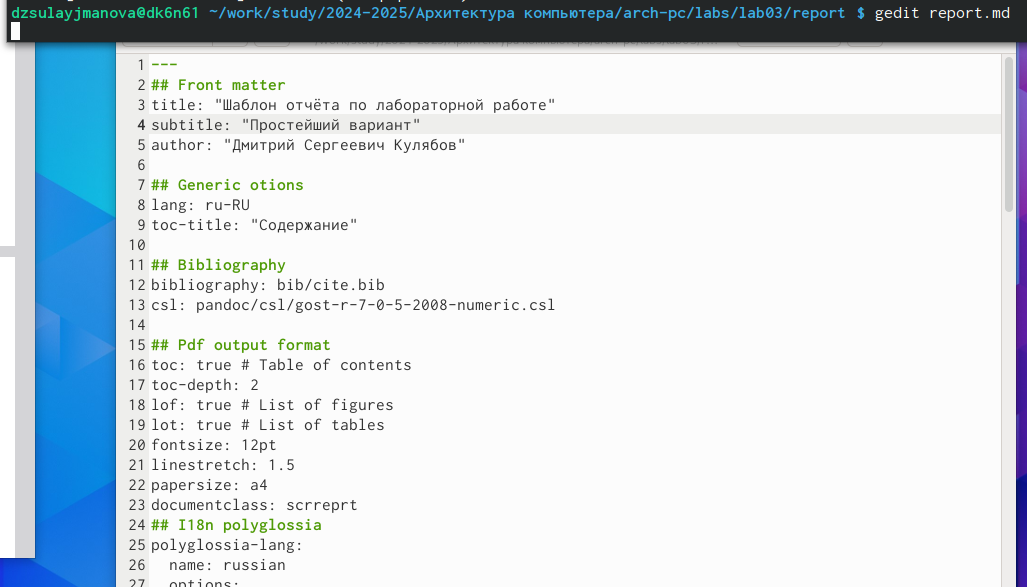 dzsulayjmanova@dk6n61 ~/work/study/2024-2025/Архитектура компьютера/arch-pc/labs/lab03/report $ gedit report.md
1 ---
2 ## Front matter
3 title: "Шаблон отчёта по лабораторной работе"
4 subtitle: "Простейший вариант"
5 author: "Дмитрий Сергеевич Кулябов"
6
7 ## Generic otions
8 lang: ru-RU
9 toc-title: "Содержание"
10
11 ## Bibliography
12 bibliography: bib/cite.bib
13 csl: pandoc/csl/gost-r-7-0-5-2008-numeric.csl
14
15 ## Pdf output format
16 toc: true # Table of contents
17 toc-depth: 2
18 lof: true # List of figures
19 lot: true # List of tables
20 fontsize: 12pt
21 linestretch: 1.5
22 papersize: a4
23 documentclass: scrreprt
24 ## I18n polyglossia
25 polyglossia-lang:
26   name: russian
27   options: